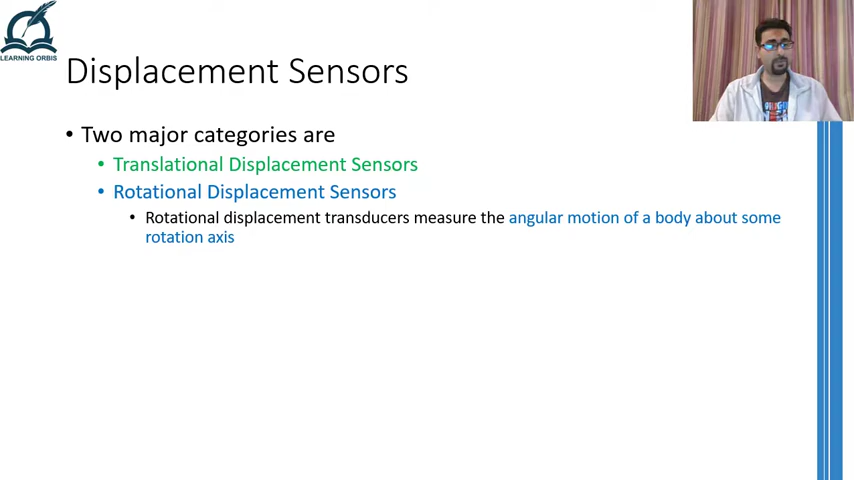 LEARNING ORBIS
Displacement Sensors
• Two major categories are
• Translational Displacement Sensors
• Rotational Displacement Sensors
• Rotational displacement transducers measure the angular motion of a body about some
rotation axis